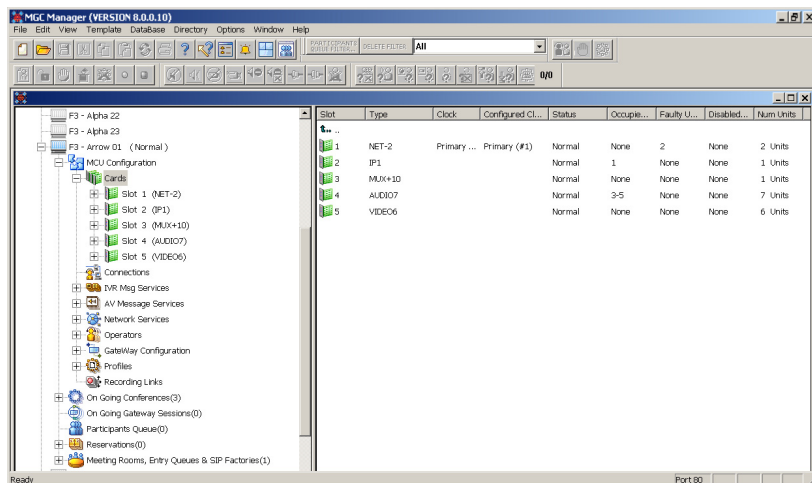 MGC Manager (VERSION 8.0.0.10)
File Edit View Template DataBase Directory Options Window Help
PARTICIPANTS QUEUE FILTER... DELETE FILTER All
0/0
F3 - Alpha 22
F3 - Alpha 23
F3 - Arrow 01 (Normal)
MCU Configuration
Cards
Slot 1 (NET-2)
Slot 2 (IP1)
Slot 3 (MUX+10)
Slot 4 (AUDIO7)
Slot 5 (VIDEO6)
Connections
IVR Msg Services
AV Message Services
Network Services
Operators
GateWay Configuration
Profiles
Recording Links
On Going Conferences(3)
On Going Gateway Sessions(0)
Participants Queue(0)
Reservations(0)
Meeting Rooms, Entry Queues & SIP Factories(1)
Slot Type Clock Configured Cl... Status Occupie... Faulty U... Disabled... Num Units
..
1 NET-2 Primary ... Primary (#1) Normal None 2 None 2 Units
2 IP1 Normal 1 None None 1 Units
3 MUX+10 Normal None None None 1 Units
4 AUDIO7 Normal 3-5 None None 7 Units
5 VIDEO6 Normal None None None 6 Units
Ready Port 80